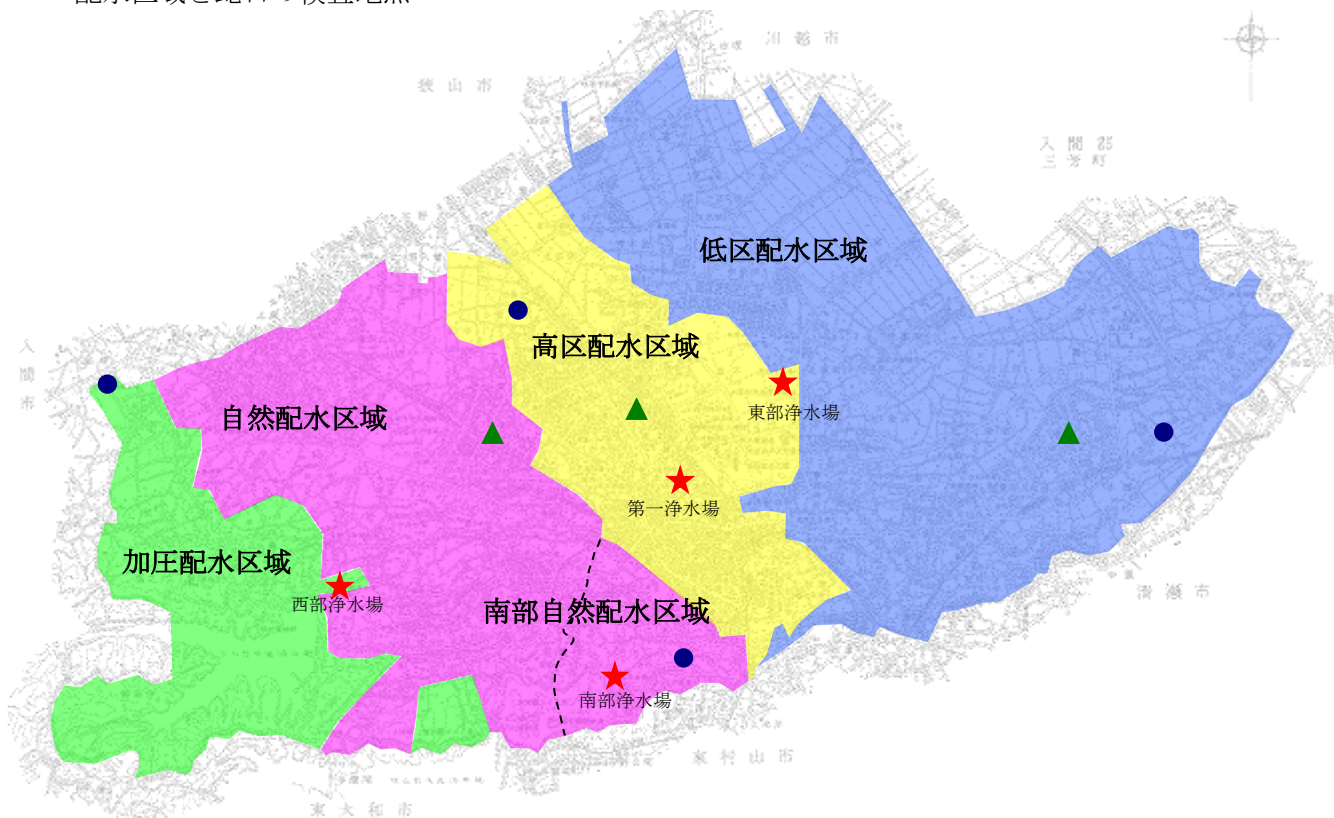 川越市
狭山市
入間郡
三芳町
低区配水区域
高区配水区域
入間市
自然配水区域
東部浄水場
第一浄水場
加圧配水区域
西部浄水場
南部自然配水区域
清瀬市
南部浄水場
東村山市
東大和市